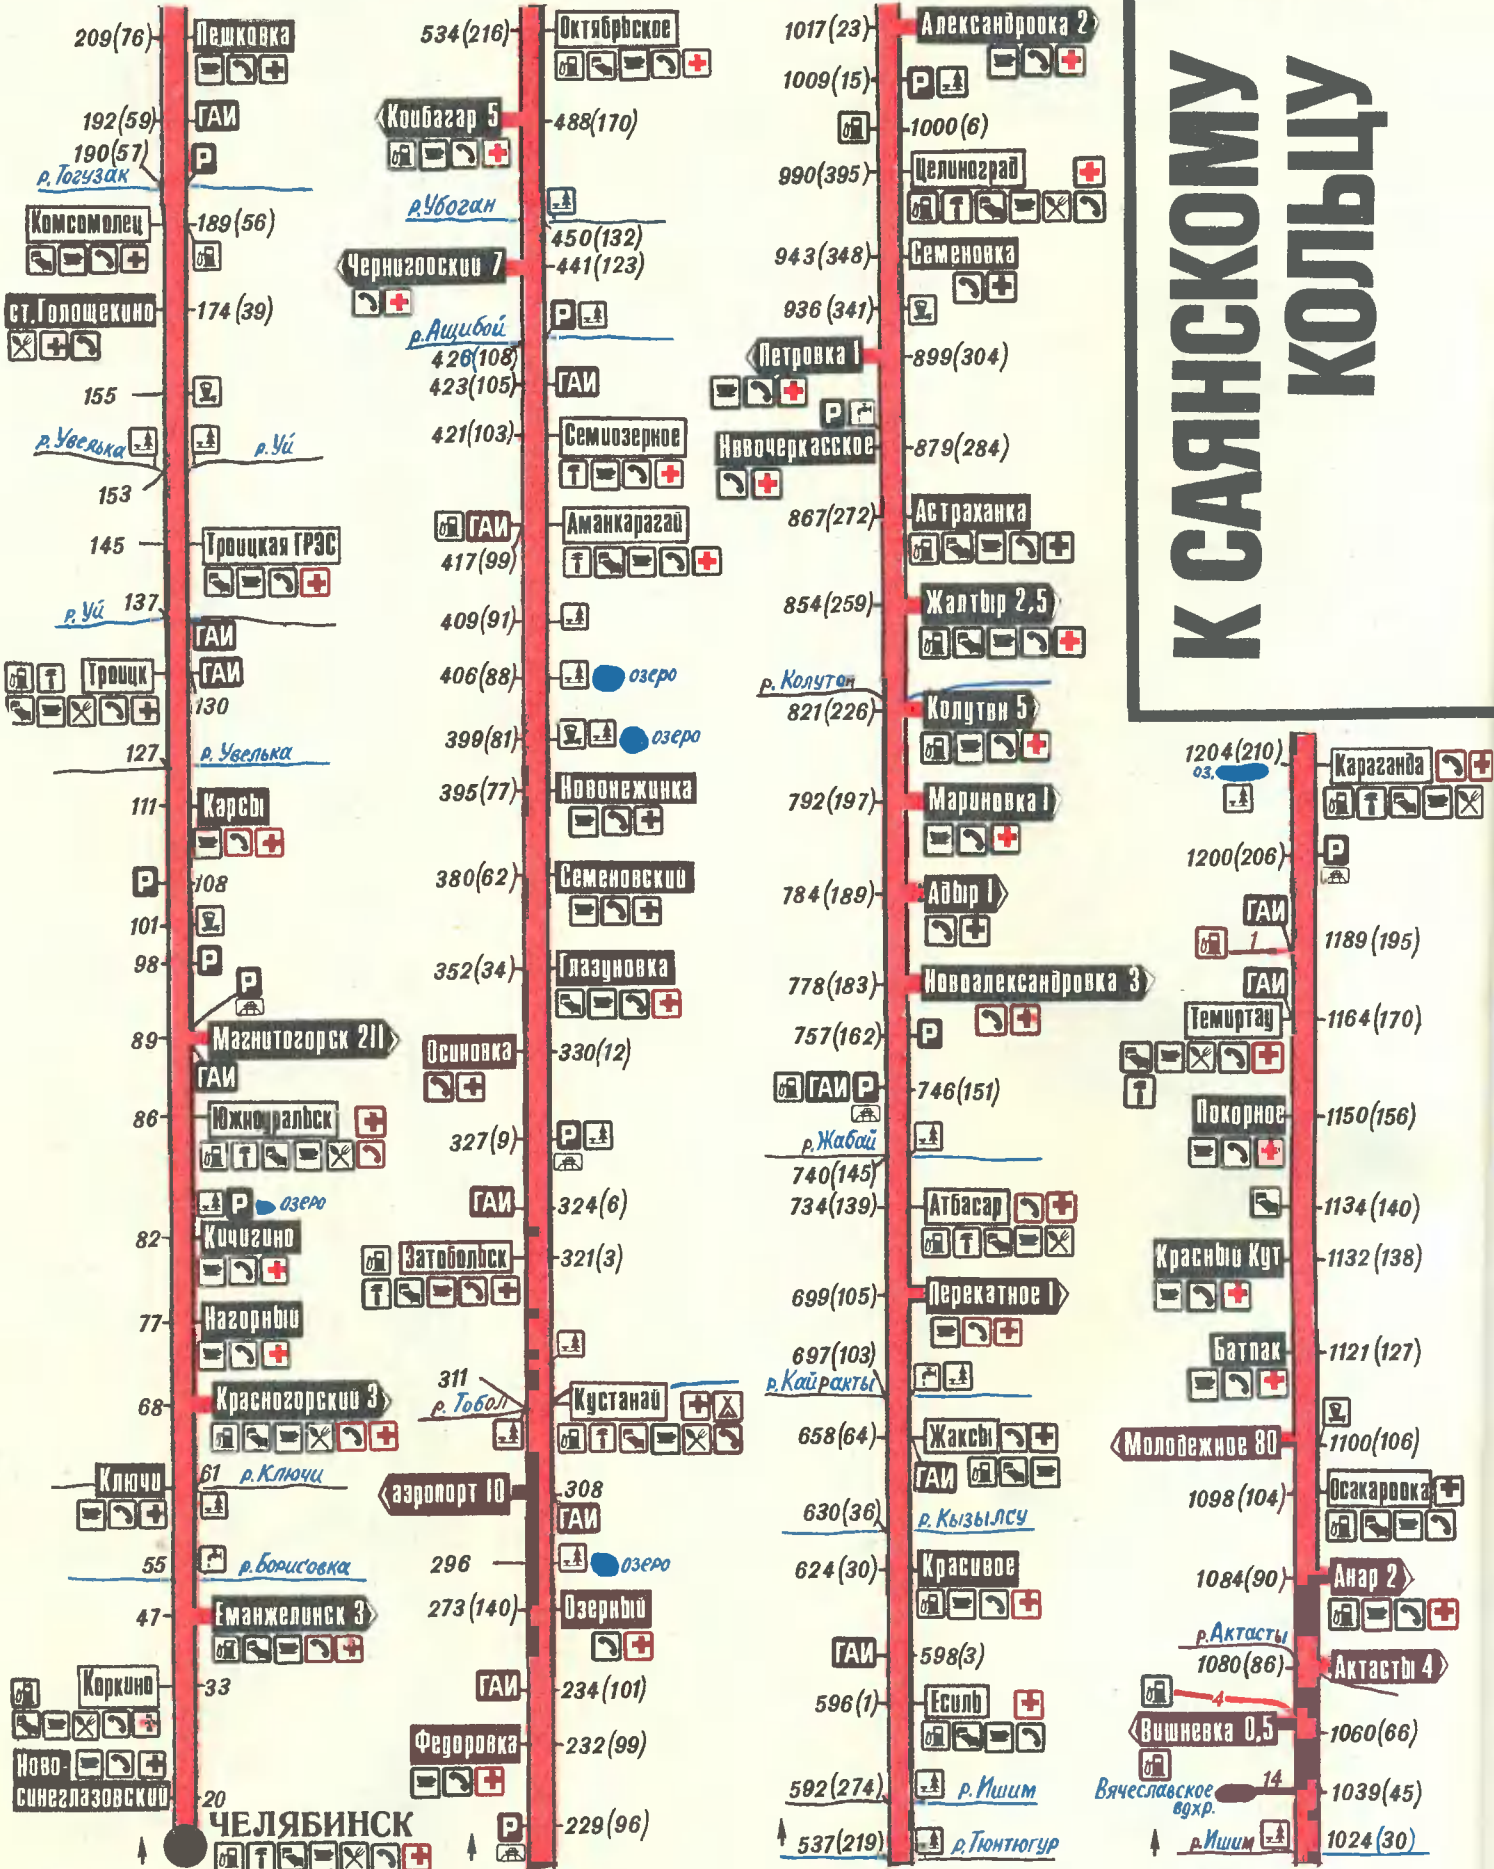 209(76)
Пешковка
192(59)
ГАИ
190(57)
P
р.Тогузак
Комсомолец
189(56)
ст.Голощекино
174(39)
155
р.Увелька
р.Уй
153
145
Троицкая ГРЭС
137
р.Уй
ГАИ
Троицк
ГАИ
130
127
р.Увелька
111
Карсы
P
108
101
98
P
P
89
Магнитогорск 211
ГАИ
86
Южноуральск
P
озеро
82
Кичигино
Нагорный
77
68
Красногорский 3
Ключи
61
р.Ключи
55
р.Борисовка
47
Еманжелинск 3
Коркино
33
Ново-
синеглазовский
20
ЧЕЛЯБИНСК
534(216)
Октябрьское
Койбагар 5
488(170)
р.Убоган
450(132)
Чернигооский 7
441(123)
P
р.Ащибой
426(108)
423(105)
ГАИ
421(103)
Семиозерное
ГАИ
Аманкарагай
417(99)
409(91)
406(88)
озеро
399(81)
озеро
395(77)
Новонежинка
380(62)
Семеновский
352(34)
Глазуновка
Осиновка
330(12)
327(9)
P
ГАИ
324(6)
Затобольск
321(3)
311
р.Тобол
Кустанай
аэропорт 10
308
ГАИ
296
озеро
273(140)
Озерный
ГАИ
234(101)
Федоровка
232(99)
P
229(96)
1017(23)
Александровка 2
1009(15)
P
1000(6)
990(395)
Целиноград
943(348)
Семеновка
936(341)
Петровка 1
899(304)
P
Нввочеркасское
879(284)
867(272)
Астраханка
854(259)
Жалтыр 2,5
р.Колутон
821(226)
Колутвн 5
792(197)
Мариновка 1
784(189)
Адыр 1
778(183)
Новоалександровка 3
757(162)
P
ГАИ P
746(151)
р.Жабай
740(145)
734(139)
Атбасар
699(105)
Перекатное 1
697(103)
р.Кайракты
658(64)
Жаксы
ГАИ
630(36)
р.Кызылсу
624(30)
Красивое
ГАИ
598(3)
596(1)
Есиль
592(274)
р.Ишим
537(219)
р.Тюнтюгур
К САЯНСКОМУ
КОЛЬЦУ
1204(210)
оз.
Караганда
1200(206)
P
ГАИ
1
1189(195)
ГАИ
Темиртау
1164(170)
Покорное
1150(156)
1134(140)
Красный Кут
1132(138)
Батпак
1121(127)
Молодежное 80
1100(106)
1098(104)
Осакаровка
1084(90)
Анар 2
р.Актасты
1080(86)
Актасты 4
4
Вишневка 0,5
1060(66)
Вячеславское
вдхр.
14
1039(45)
р.Ишим
1024(30)